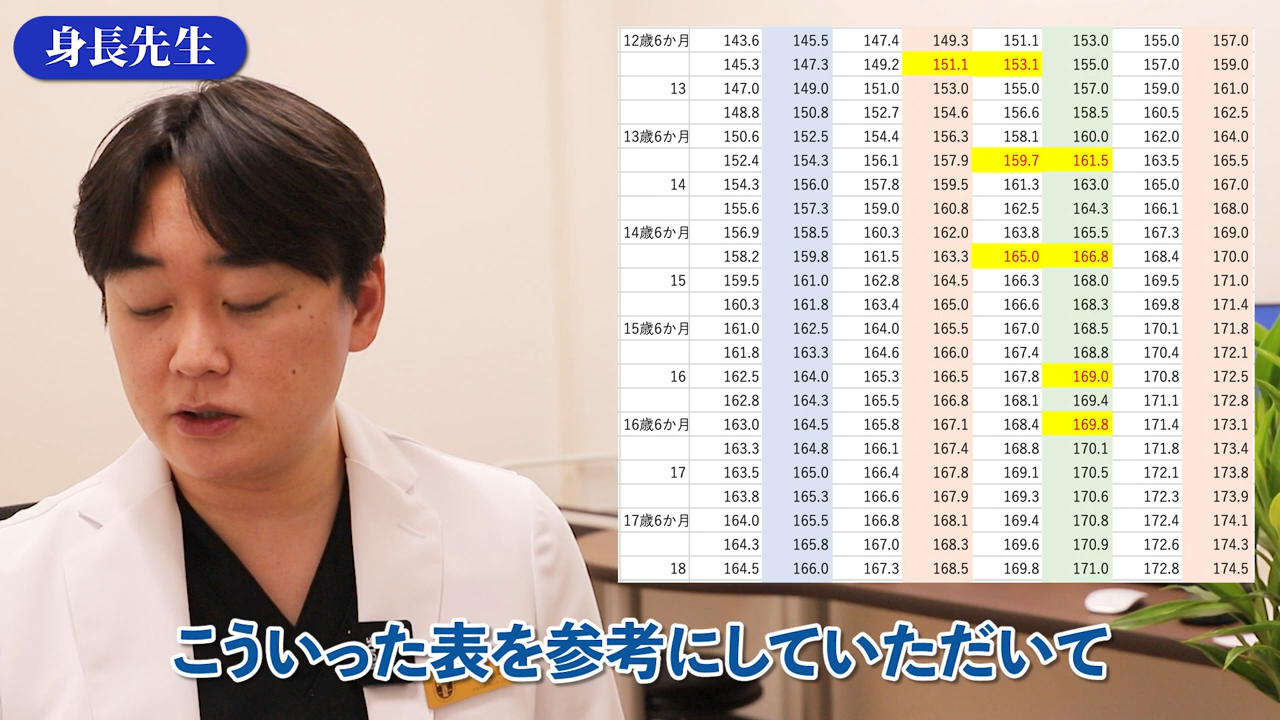 身長先生
12歳6か月 143.6 145.5 147.4 149.3 151.1 153.0 155.0 157.0
145.3 147.3 149.2 151.1 153.1 155.0 157.0 159.0
13 147.0 149.0 151.0 153.0 155.0 157.0 159.0 161.0
148.8 150.8 152.7 154.6 156.6 158.5 160.5 162.5
13歳6か月 150.6 152.5 154.4 156.3 158.1 160.0 162.0 164.0
152.4 154.3 156.1 157.9 159.7 161.5 163.5 165.5
14 154.3 156.0 157.8 159.5 161.3 163.0 165.0 167.0
155.6 157.3 159.0 160.8 162.5 164.3 166.1 168.0
14歳6か月 156.9 158.5 160.3 162.0 163.8 165.5 167.3 169.0
158.2 159.8 161.5 163.3 165.0 166.8 168.4 170.0
15 159.5 161.0 162.8 164.5 166.3 168.0 169.5 171.0
160.3 161.8 163.4 165.0 166.6 168.3 169.8 171.4
15歳6か月 161.0 162.5 164.0 165.5 167.0 168.5 170.1 171.8
161.8 163.3 164.6 166.0 167.4 168.8 170.4 172.1
16 162.5 164.0 165.3 166.5 167.8 169.0 170.8 172.5
162.8 164.3 165.5 166.8 168.1 169.4 171.1 172.8
16歳6か月 163.0 164.5 165.8 167.1 168.4 169.8 171.4 173.1
163.3 164.8 166.1 167.4 168.8 170.1 171.8 173.4
17 163.5 165.0 166.4 167.8 169.1 170.5 172.1 173.8
163.8 165.3 166.6 167.9 169.3 170.6 172.3 173.9
17歳6か月 164.0 165.5 166.8 168.1 169.4 170.8 172.4 174.1
164.3 165.8 167.0 168.3 169.6 170.9 172.6 174.3
18 164.5 166.0 167.3 168.5 169.8 171.0 172.8 174.5
こういった表を参考にしていただいて